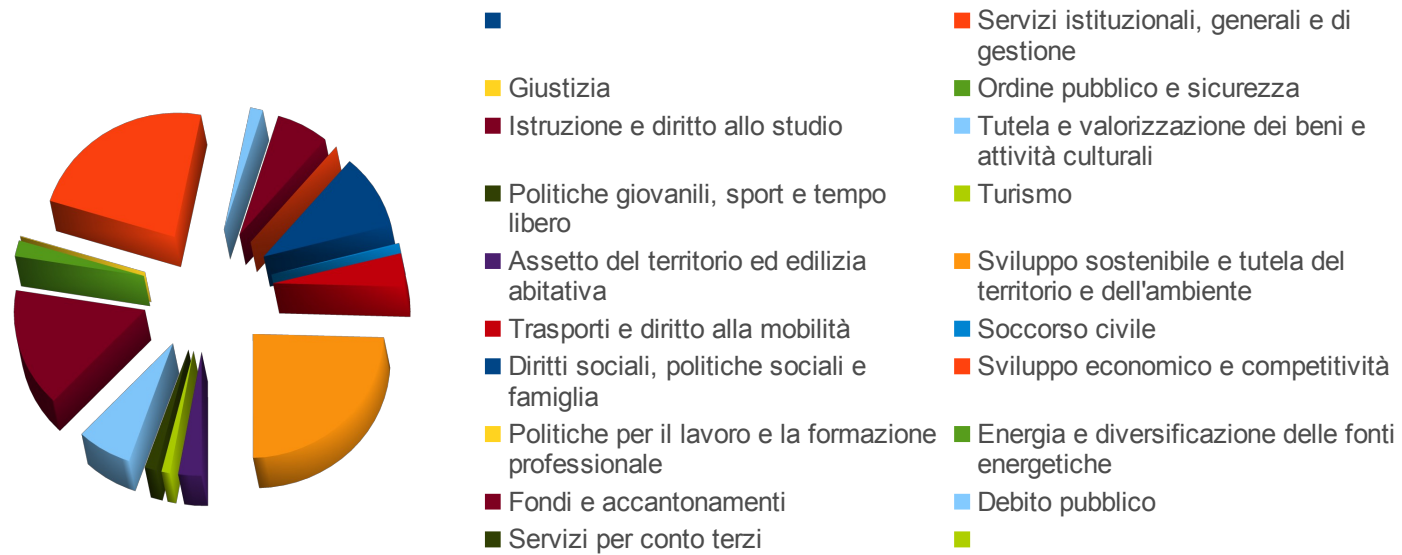 Servizi istituzionali, generali e di
gestione
Giustizia
Ordine pubblico e sicurezza
Istruzione e diritto allo studio
Tutela e valorizzazione dei beni e
attività culturali
Politiche giovanili, sport e tempo
libero
Turismo
Assetto del territorio ed edilizia
abitativa
Sviluppo sostenibile e tutela del
territorio e dell'ambiente
Trasporti e diritto alla mobilità
Soccorso civile
Diritti sociali, politiche sociali e
famiglia
Sviluppo economico e competitività
Politiche per il lavoro e la formazione
professionale
Energia e diversificazione delle fonti
energetiche
Fondi e accantonamenti
Debito pubblico
Servizi per conto terzi